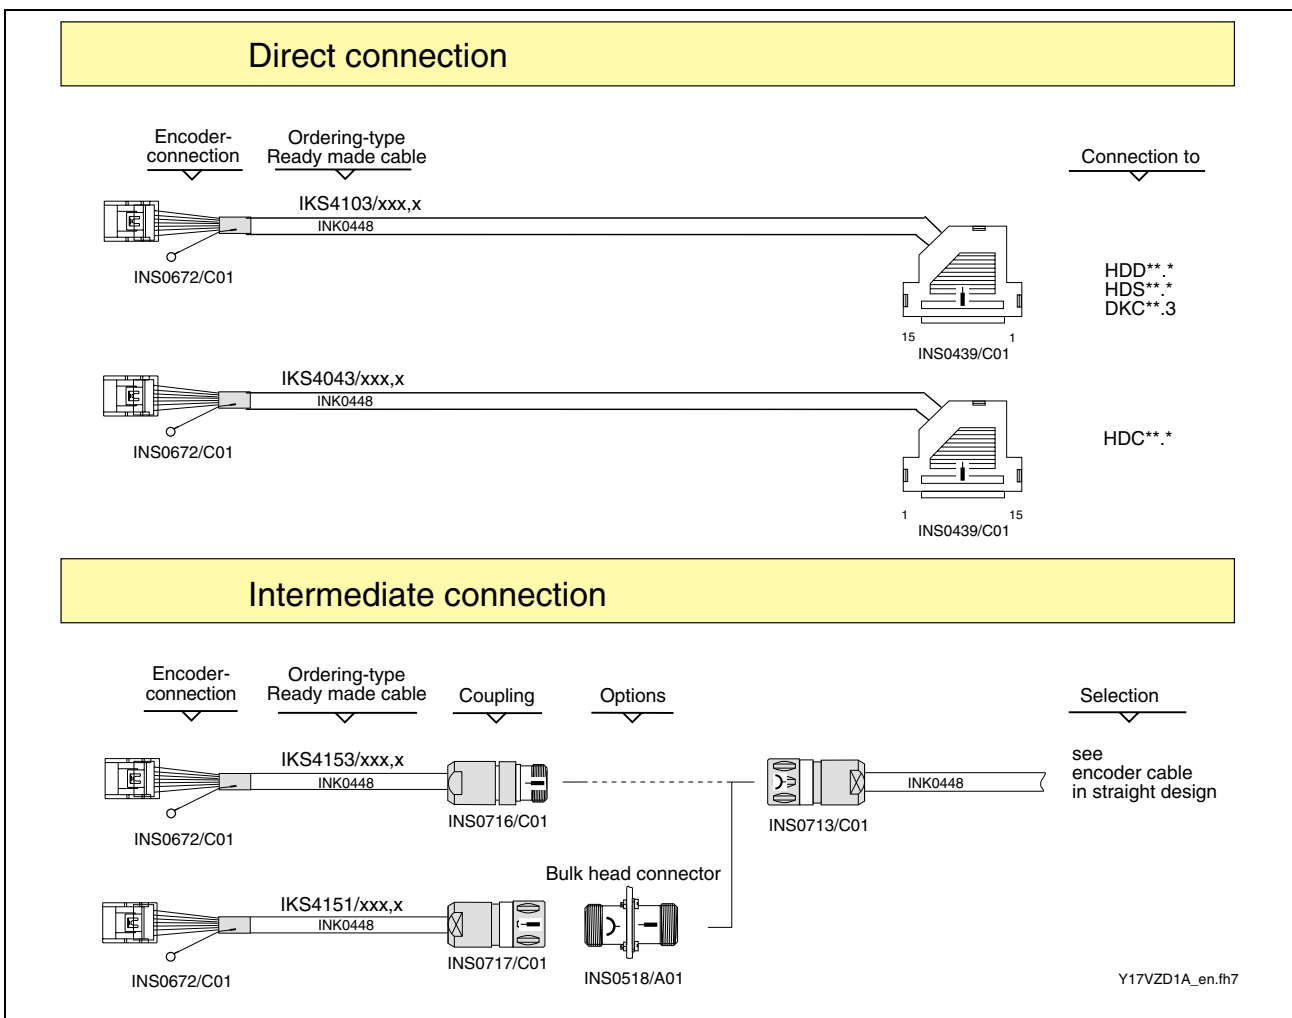 Direct connection
Encoder-
connection
Ordering-type
Ready made cable
Connection to
IKS4103/xxx,x
INK0448
INS0672/C01
15
1
INS0439/C01
HDD**.*
HDS**.*
DKC**.3
IKS4043/xxx,x
INK0448
INS0672/C01
1
15
INS0439/C01
HDC**.*
Intermediate connection
Encoder-
connection
Ordering-type
Ready made cable
Coupling
Options
Selection
IKS4153/xxx,x
INK0448
INS0672/C01
INS0716/C01
INS0713/C01
INK0448
see
encoder cable
in straight design
Bulk head connector
IKS4151/xxx,x
INK0448
INS0672/C01
INS0717/C01
INS0518/A01
Y17VZD1A_en.fh7